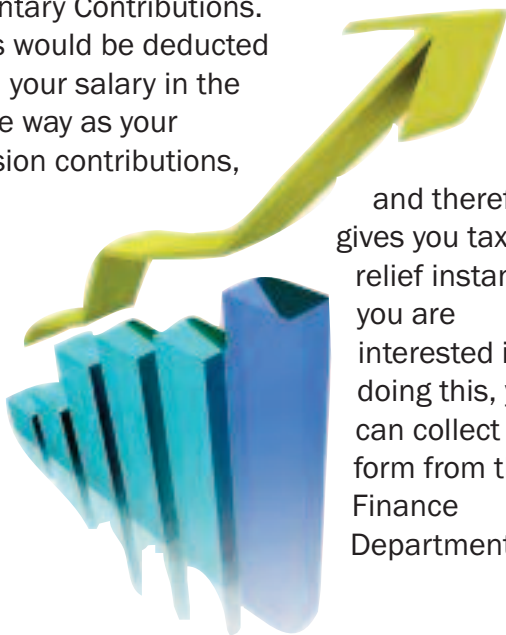 ntary Contributions.
s would be deducted
your salary in the
e way as your
sion contributions,
and theref
gives you tax
relief instan
you are
interested i
doing this, y
can collect
form from t
Finance
Department